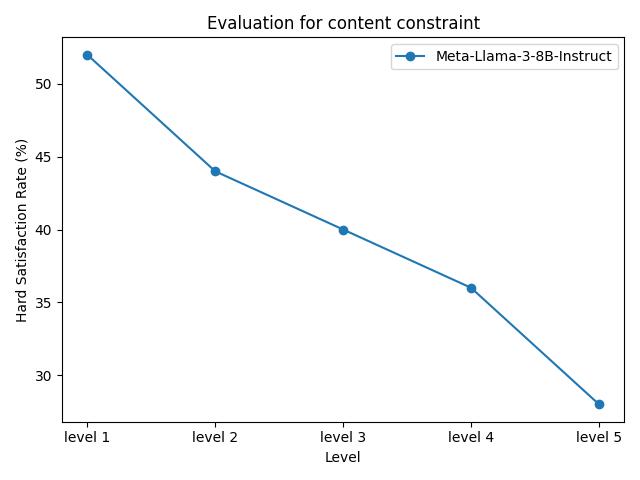 Evaluation for content constraint
Meta-Llama-3-8B-Instruct
Hard Satisfaction Rate (%)
50
45
40
35
30
level 1 level 2 level 3 level 4 level 5
Level